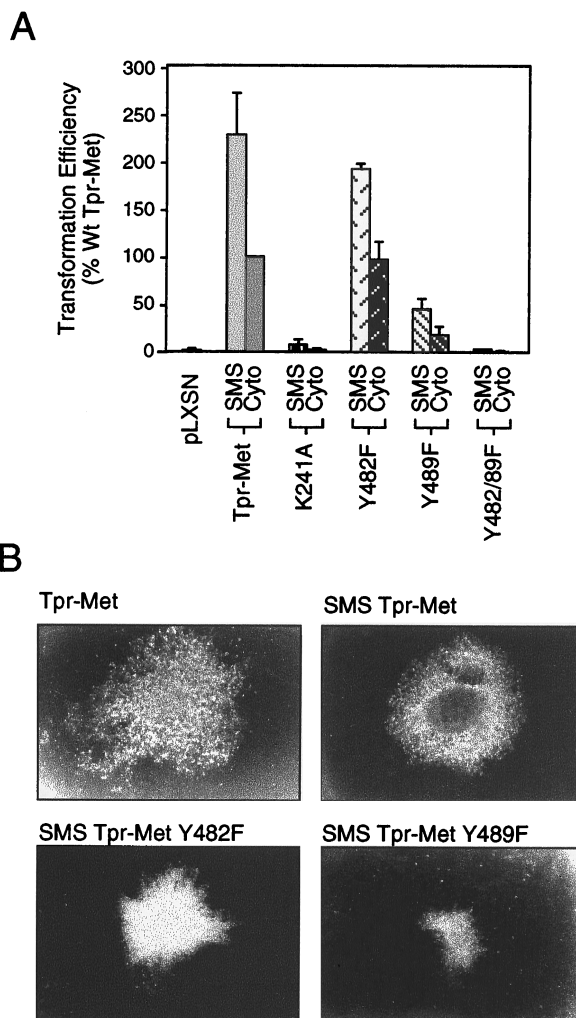 A
Transformation Efficiency
(% Wt Tpr-Met)
300
250
200
150
100
50
0
pLXSN
SMS
Cyto
Tpr-Met
SMS
Cyto
K241A
SMS
Cyto
Y482F
SMS
Cyto
Y489F
SMS
Cyto
Y482/89F
B
Tpr-Met
SMS Tpr-Met
SMS Tpr-Met Y482F
SMS Tpr-Met Y489F